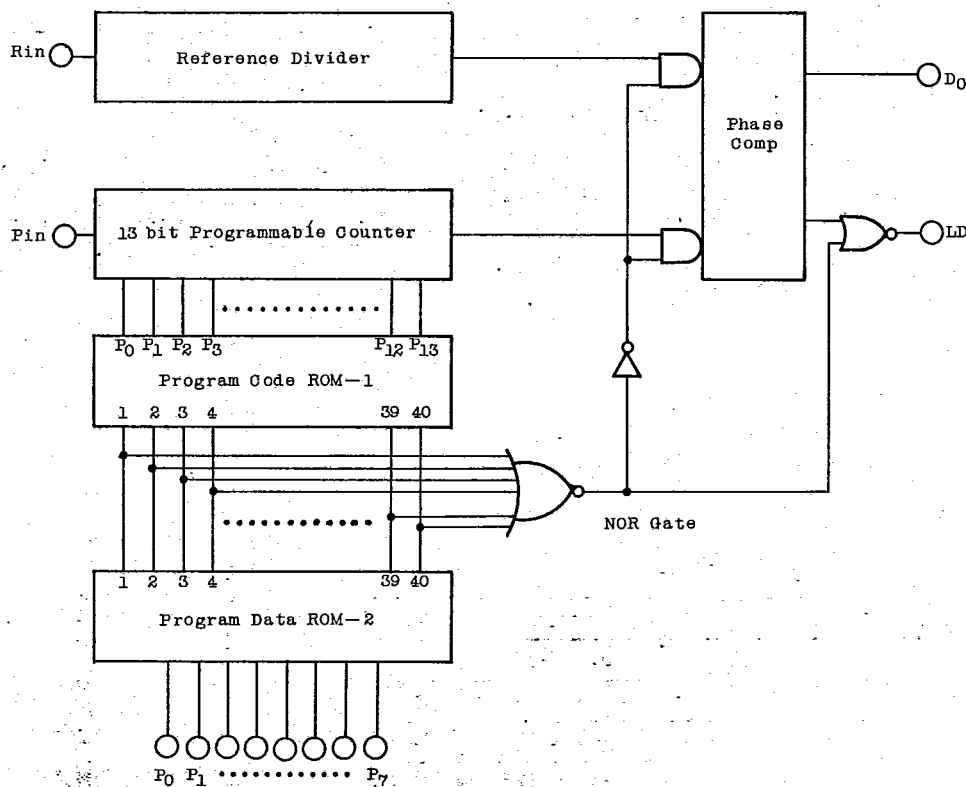 Rin
Reference Divider
D0
Phase
Comp
Pin
13 bit Programmable Counter
LD
P0 P1 P2 P3 P12 P13
Program Code ROM-1
1 2 3 4 39 40
NOR Gate
1 2 3 4 39 40
Program Data ROM-2
P0 P1 P7